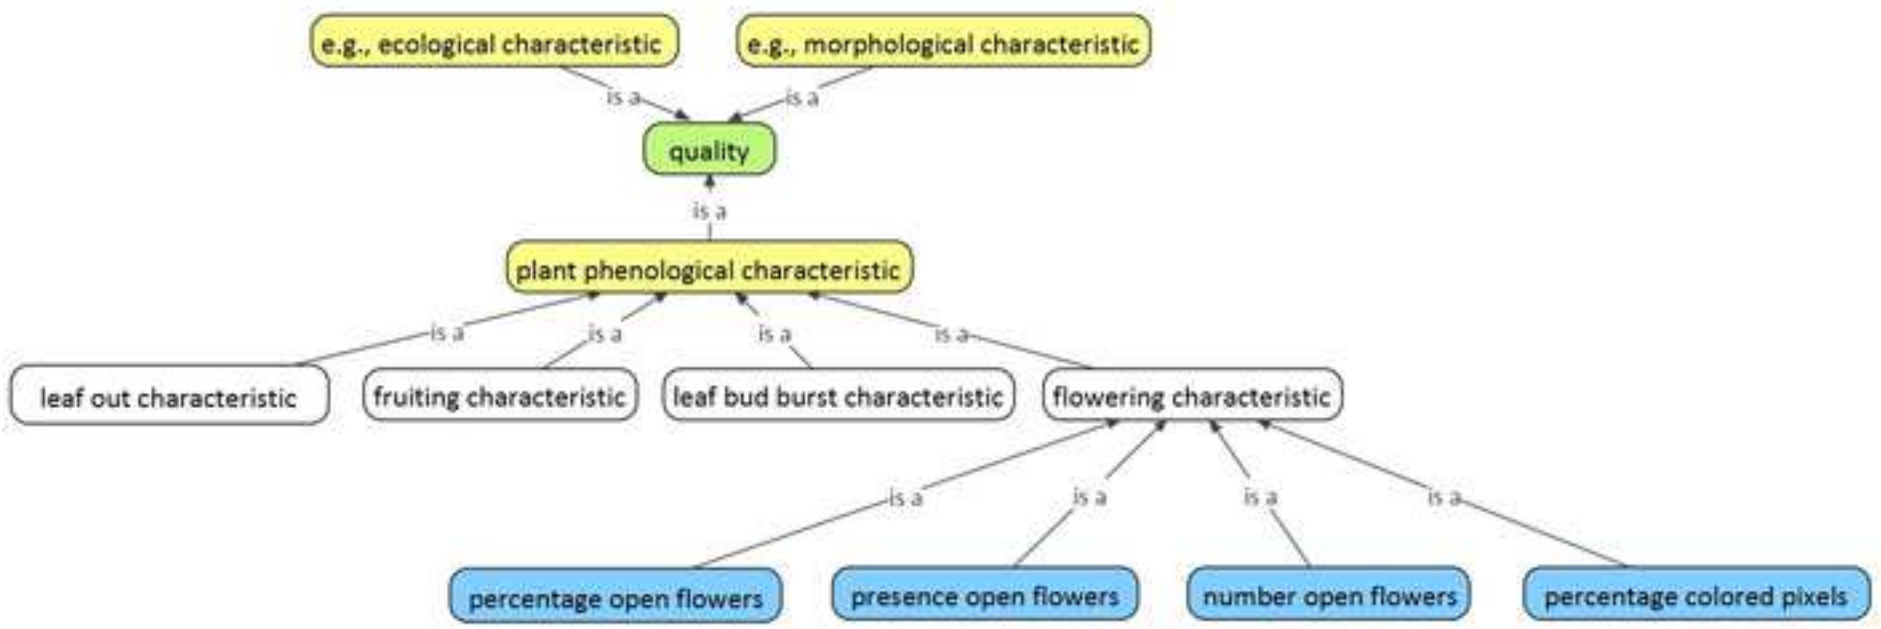 e.g., ecological characteristic
e.g., morphological characteristic
is a
is a
quality
is a
plant phenological characteristic
is a
is a
is a
is a
leaf out characteristic
fruiting characteristic
leaf bud burst characteristic
flowering characteristic
is a
is a
is a
is a
percentage open flowers
presence open flowers
number open flowers
percentage colored pixels